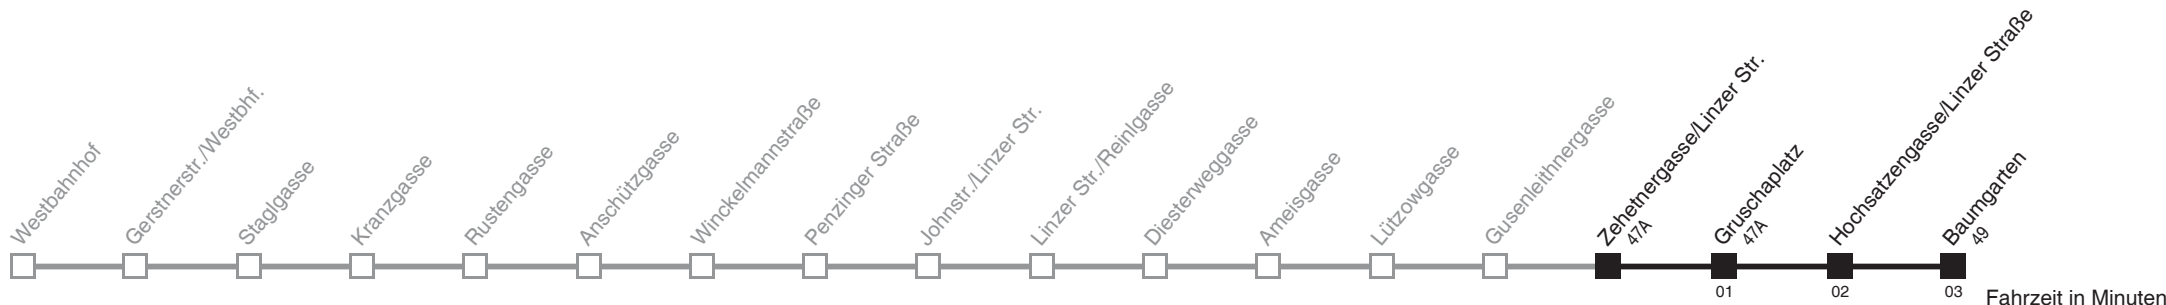 Westbahnhof
Gerstnerstr./Westbhf.
Staglgasse
Kranzgasse
Rustengasse
Anschützgasse
Winckelmannstraße
Penzinger Straße
Johnstr./Linzer Str.
Linzer Str./Reinlgasse
Diesterweggasse
Ameisgasse
Lützowgasse
Gusenleithnergasse
Zehetnergasse/Linzer Str.
47A
Gruschaplatz
47A
Hochsatzengasse/Linzer Straße
Baumgarten
49
01
02
03
Fahrzeit in Minuten